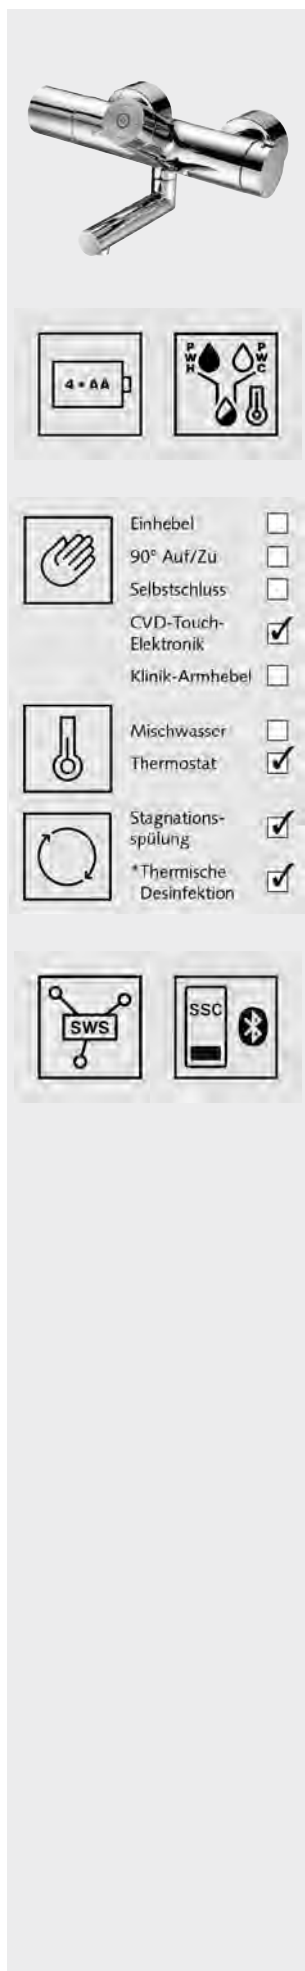 4 * AA
PWH PWC
Einhebel
90° Auf/Zu
Selbstschluss
CVD-Touch-
Elektronik
Klinik-Armhebel
Mischwasser
Thermostat
Stagnations-
spülung
*Thermische
Desinfektion
SWS
SSC